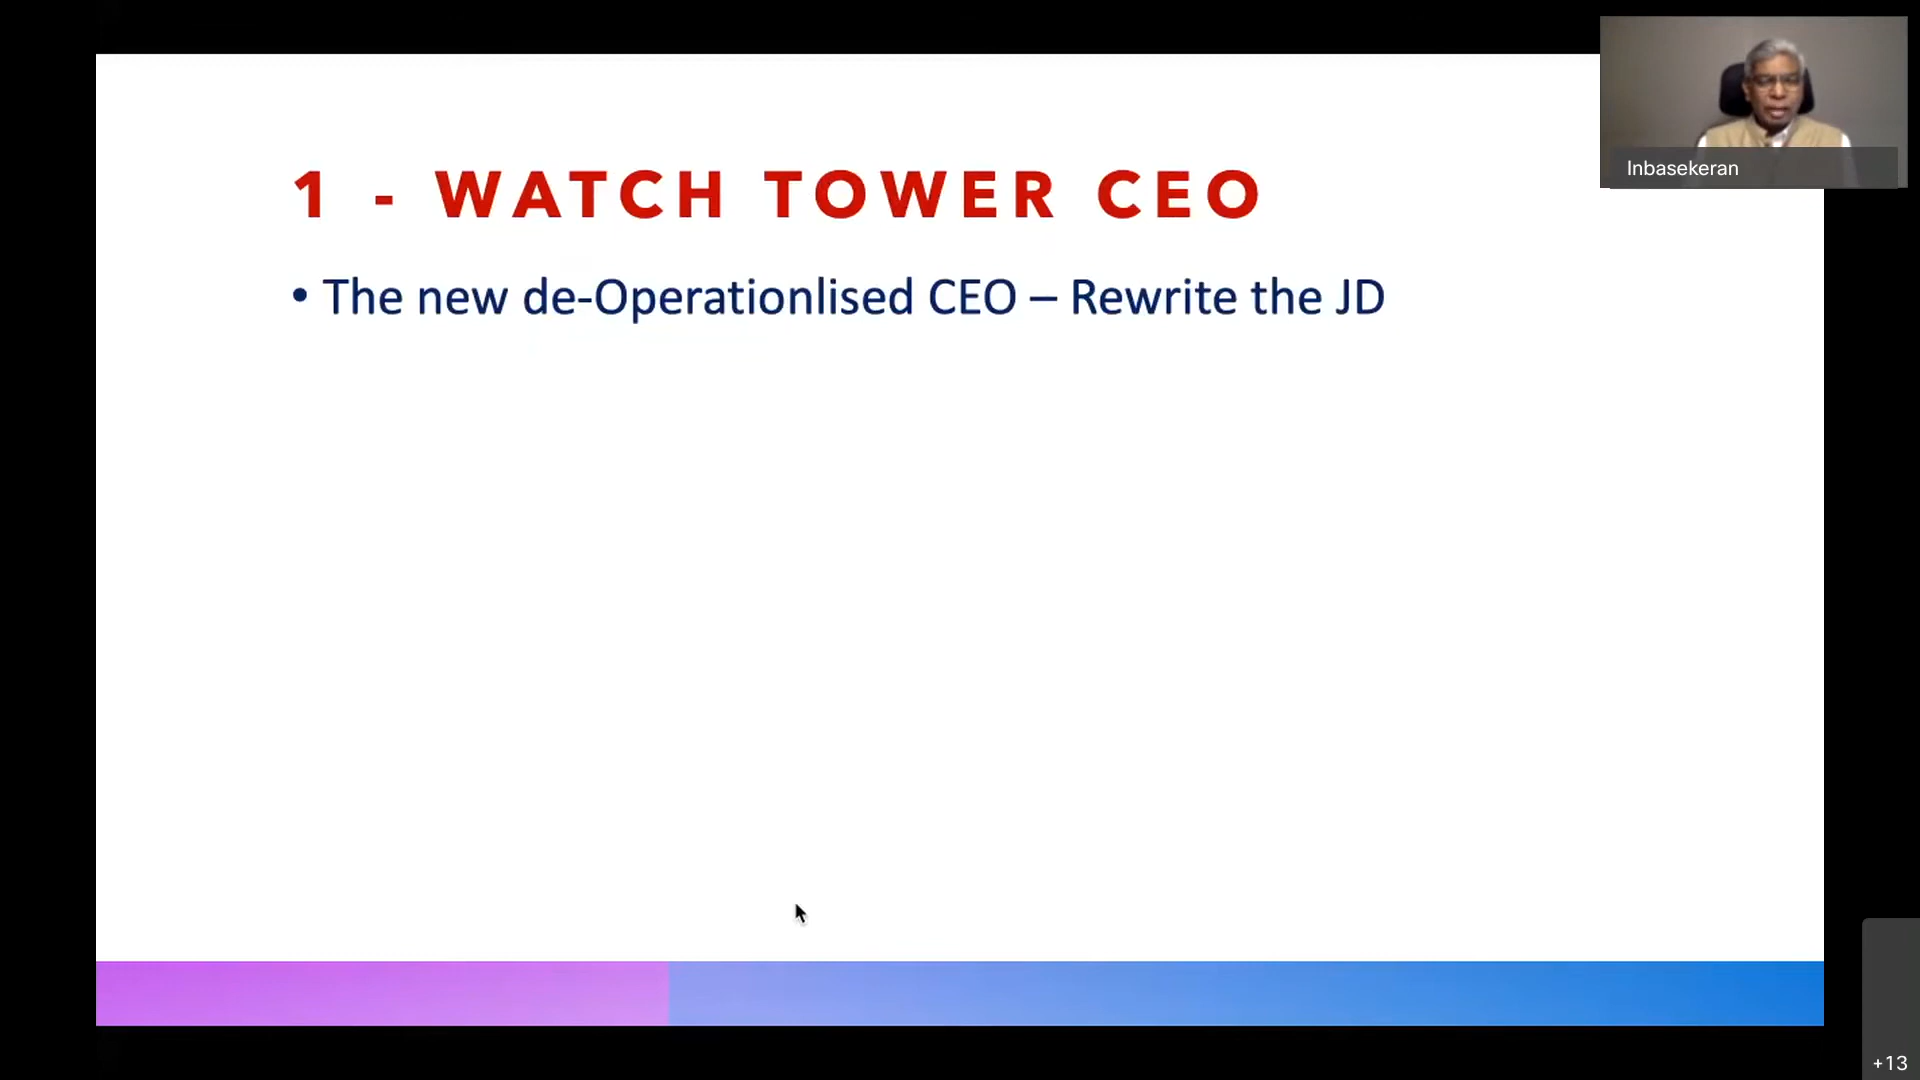 1 - WATCH TOWER CEO
• The new de-Operationlised CEO – Rewrite the JD
Inbasekeran
+13